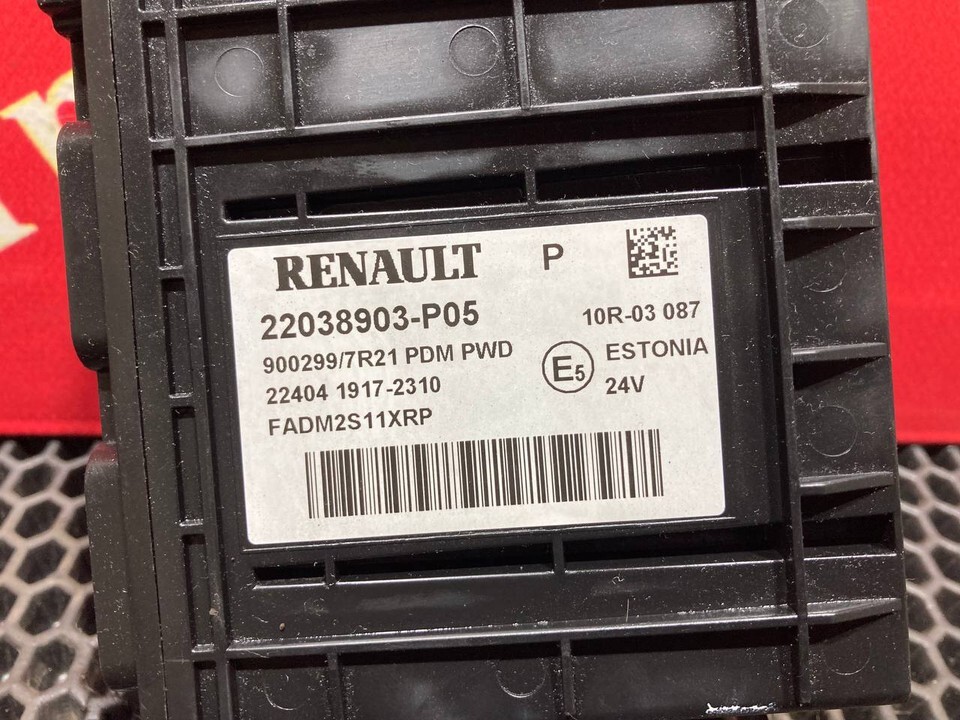 RENAULT P
22038903-P05 10R-03 087
900299/7R21 PDM PWD E5 ESTONIA
22404 1917-2310 24V
FADM2S11XRP